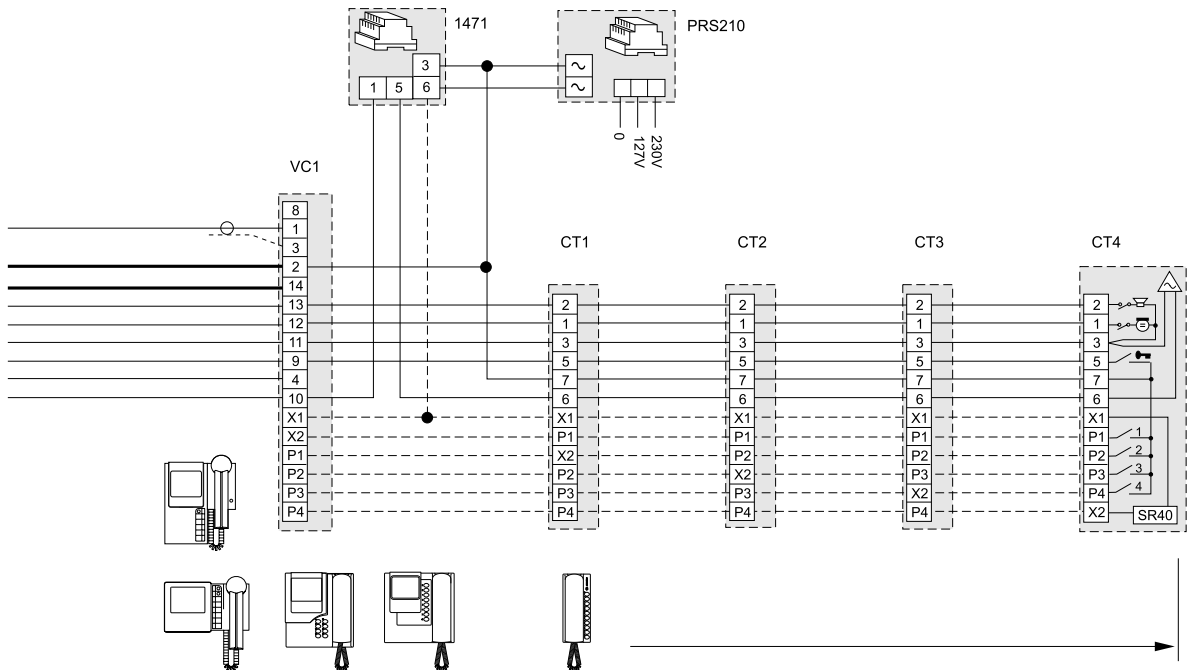 1471
PRS210
3
1 5 6
~
~
0
127V
230V
VC1
8
1
3
2
14
13
12
11
9
4
10
X1
X2
P1
P2
P3
P4
CT1
2
1
3
5
7
6
X1
P1
X2
P2
P3
P4
CT2
2
1
3
5
7
6
X1
P1
P2
X2
P3
P4
CT3
2
1
3
5
7
6
X1
P1
P2
P3
X2
P4
CT4
~
2
1 =
3
5
7
6
X1
P1 1
P2 2
P3 3
P4 4
X2 SR40